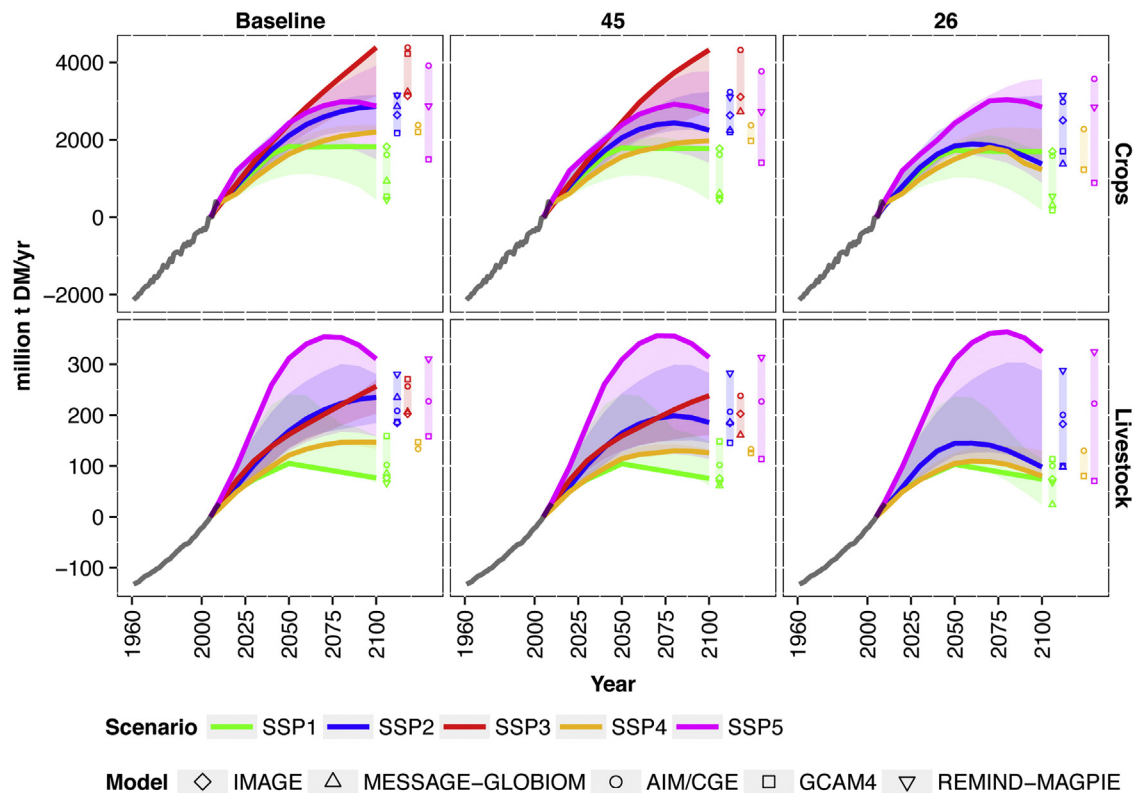 Baseline 45 26
million t DM/yr
4000
2000
0
−2000
Crops
300
200
100
0
−100
Livestock
1960 2000 2025 2050 2075 2100 1960 2000 2025 2050 2075 2100 1960 2000 2025 2050 2075 2100
Year
Scenario SSP1 SSP2 SSP3 SSP4 SSP5
Model IMAGE MESSAGE−GLOBIOM AIM/CGE GCAM4 REMIND−MAGPIE